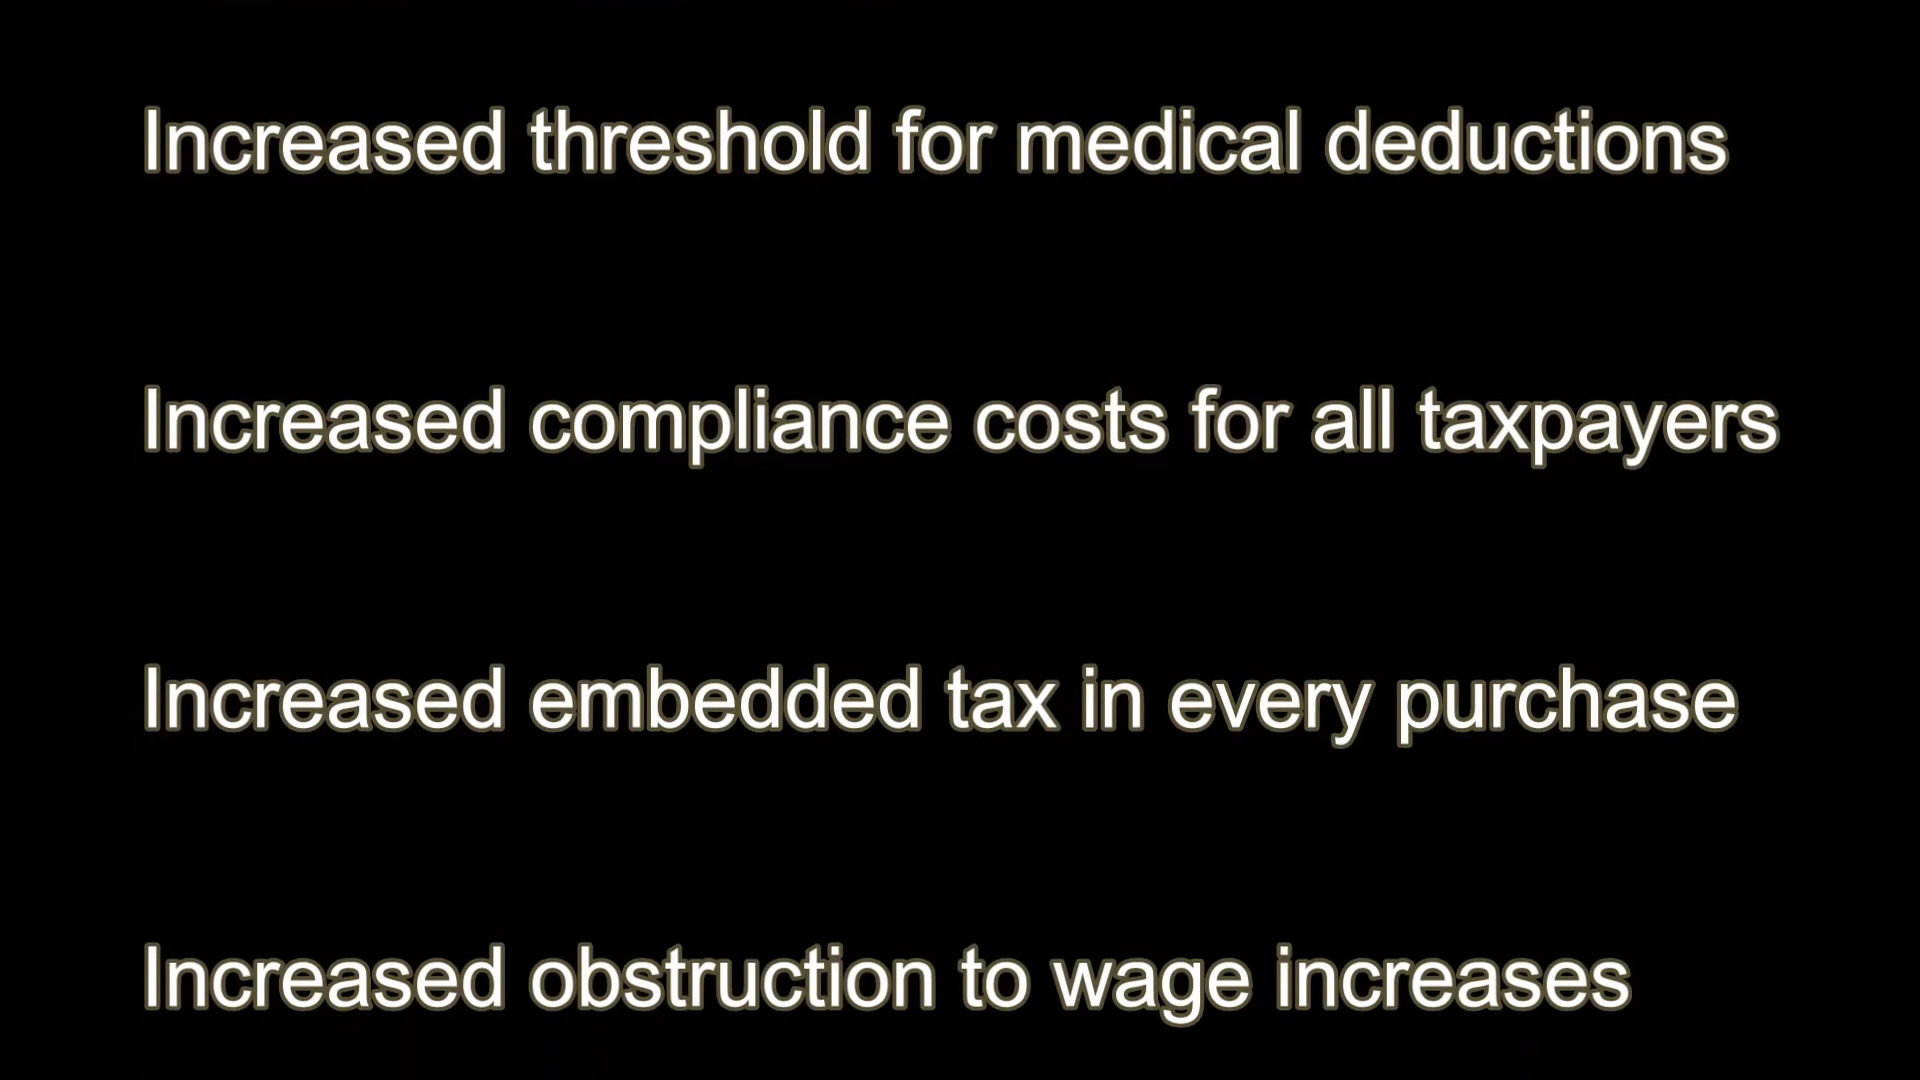 Increased threshold for medical deductions
Increased compliance costs for all taxpayers
Increased embedded tax in every purchase
Increased obstruction to wage increases